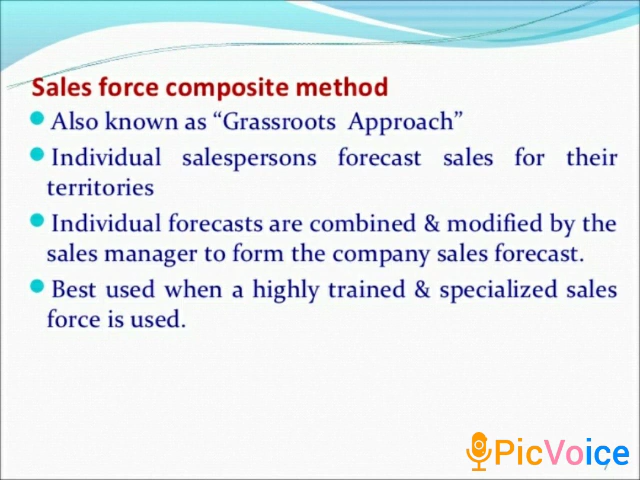 Sales force composite method
Also known as “Grassroots Approach”
Individual salespersons forecast sales for their
territories
Individual forecasts are combined & modified by the
sales manager to form the company sales forecast.
Best used when a highly trained & specialized sales
force is used.
PicVoice
7